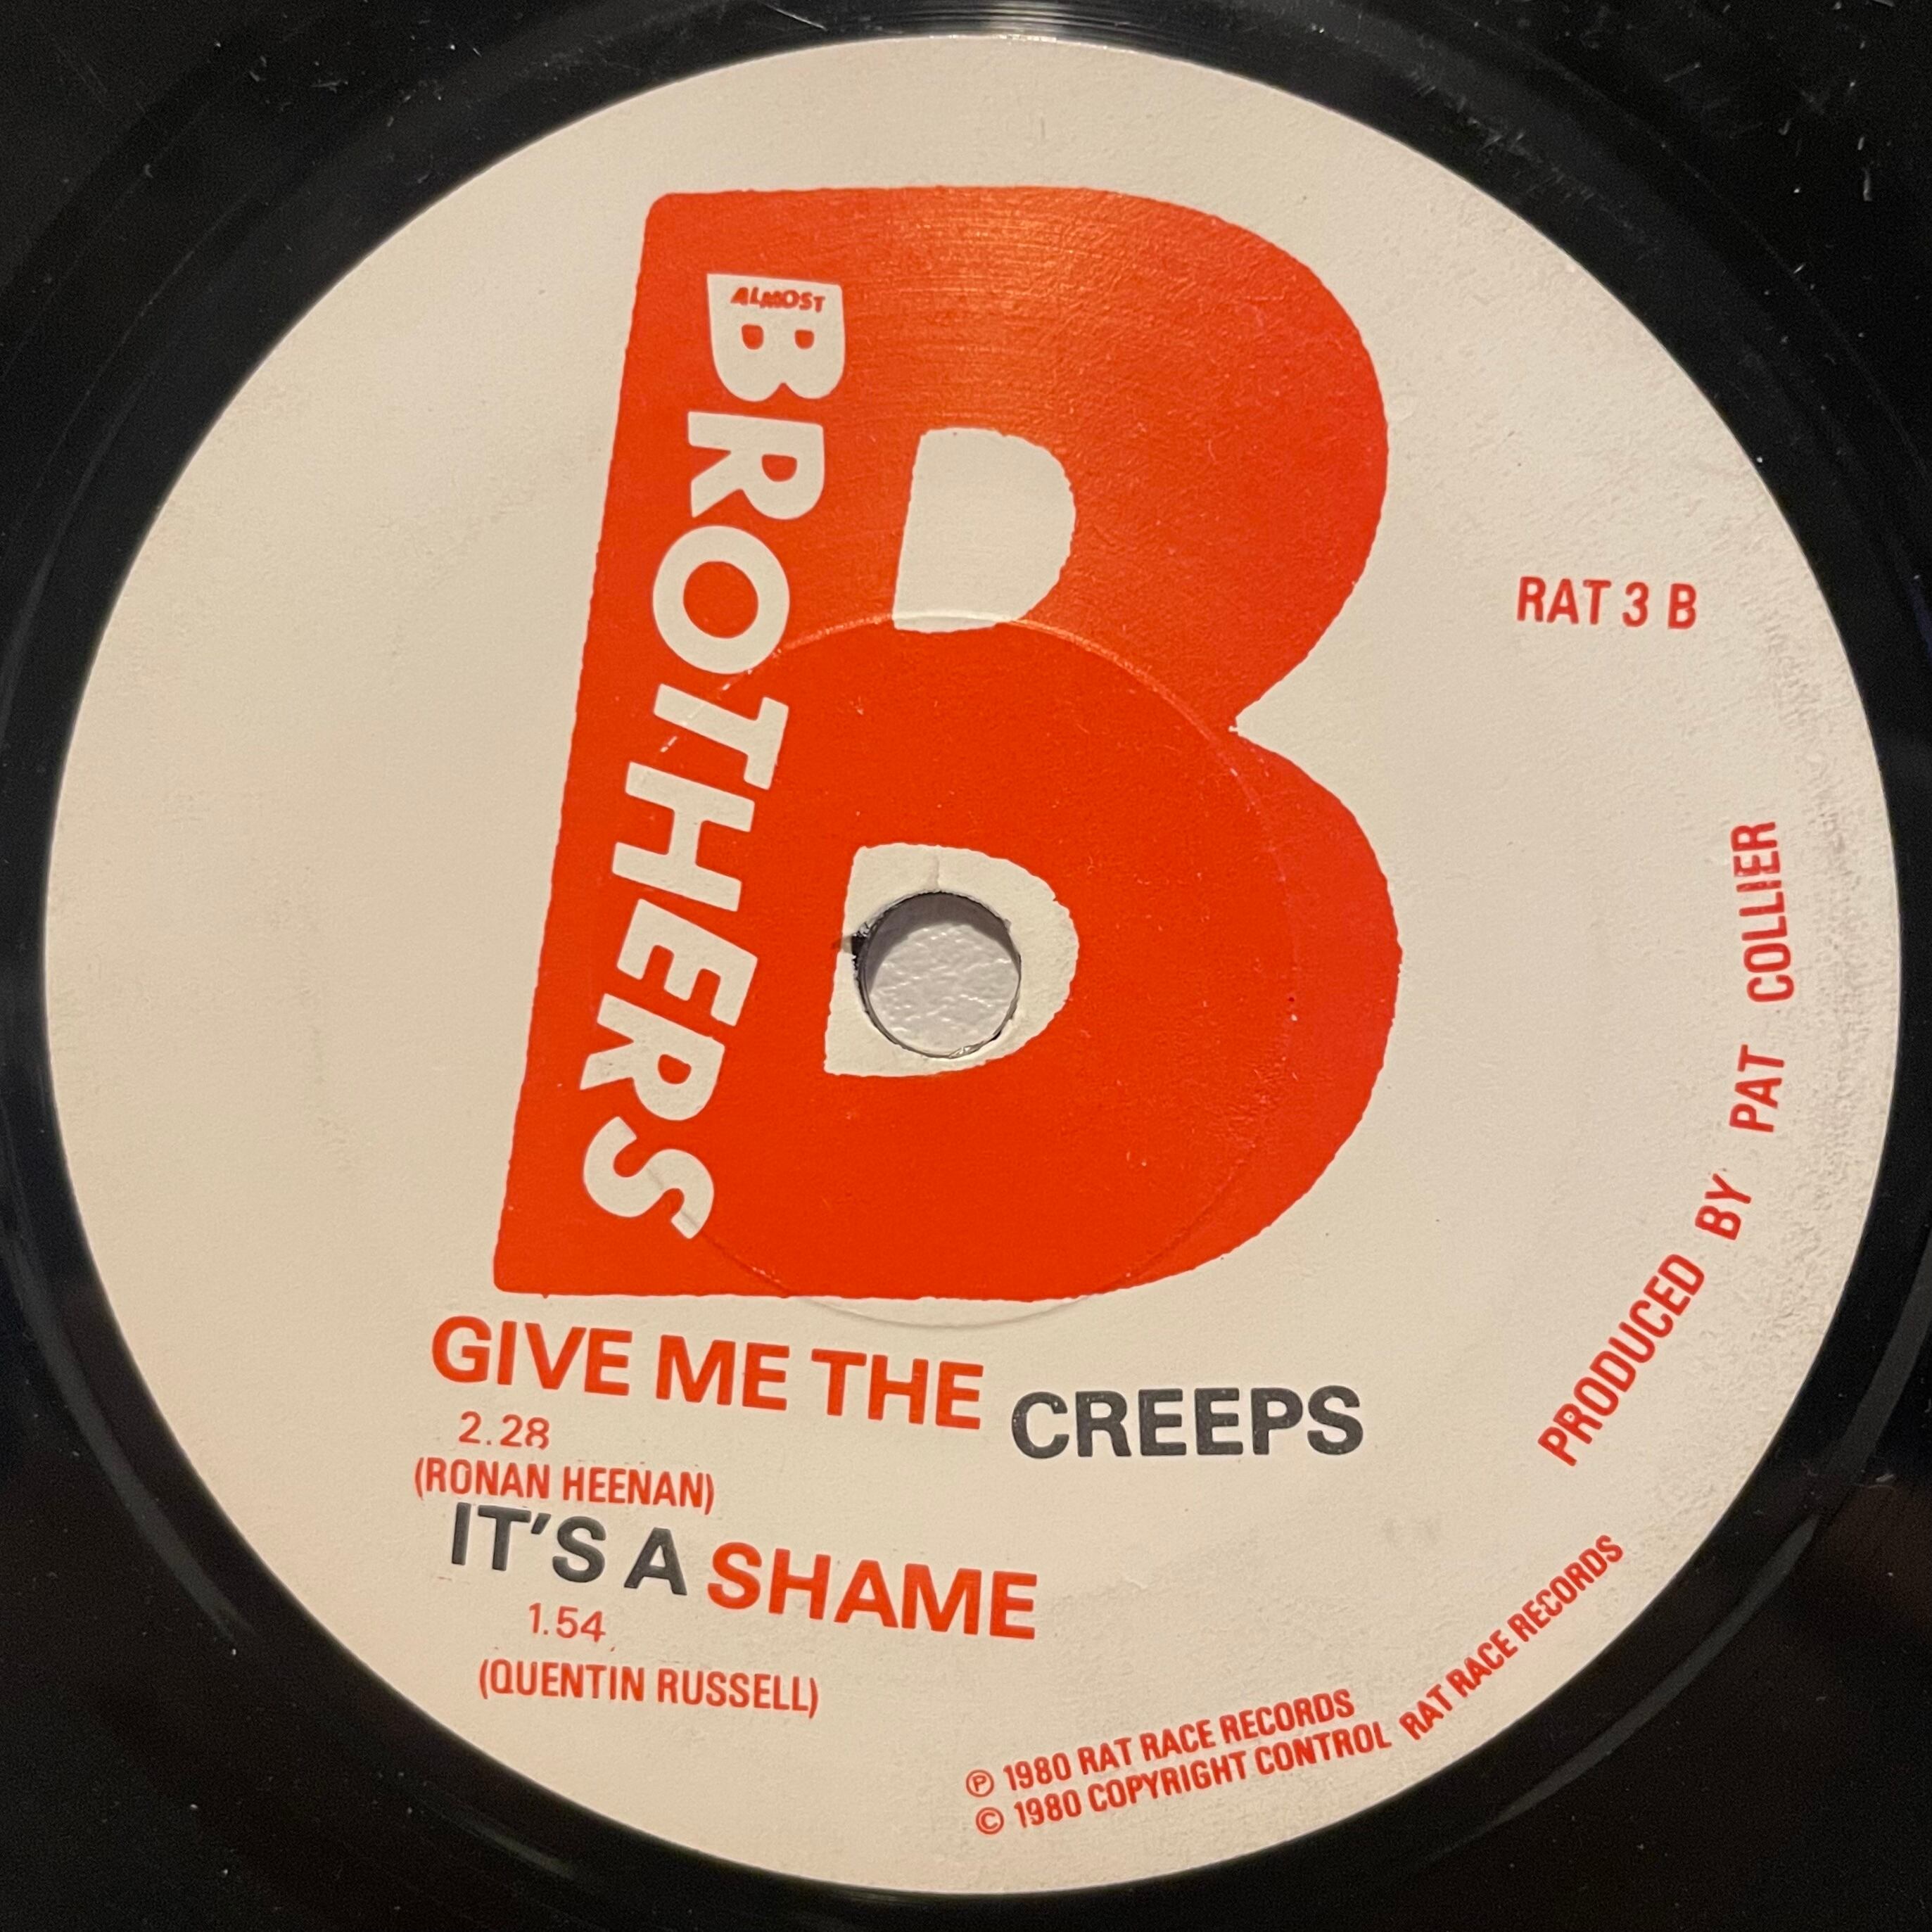 ALMOST
BROTHERS
RAT 3 B
PRODUCED BY PAT COLLIER
GIVE ME THE CREEPS
2.28
(RONAN HEENAN)
IT'S A SHAME
1.54
(QUENTIN RUSSELL)
℗ 1980 RAT RACE RECORDS
© 1980 COPYRIGHT CONTROL RAT RACE RECORDS